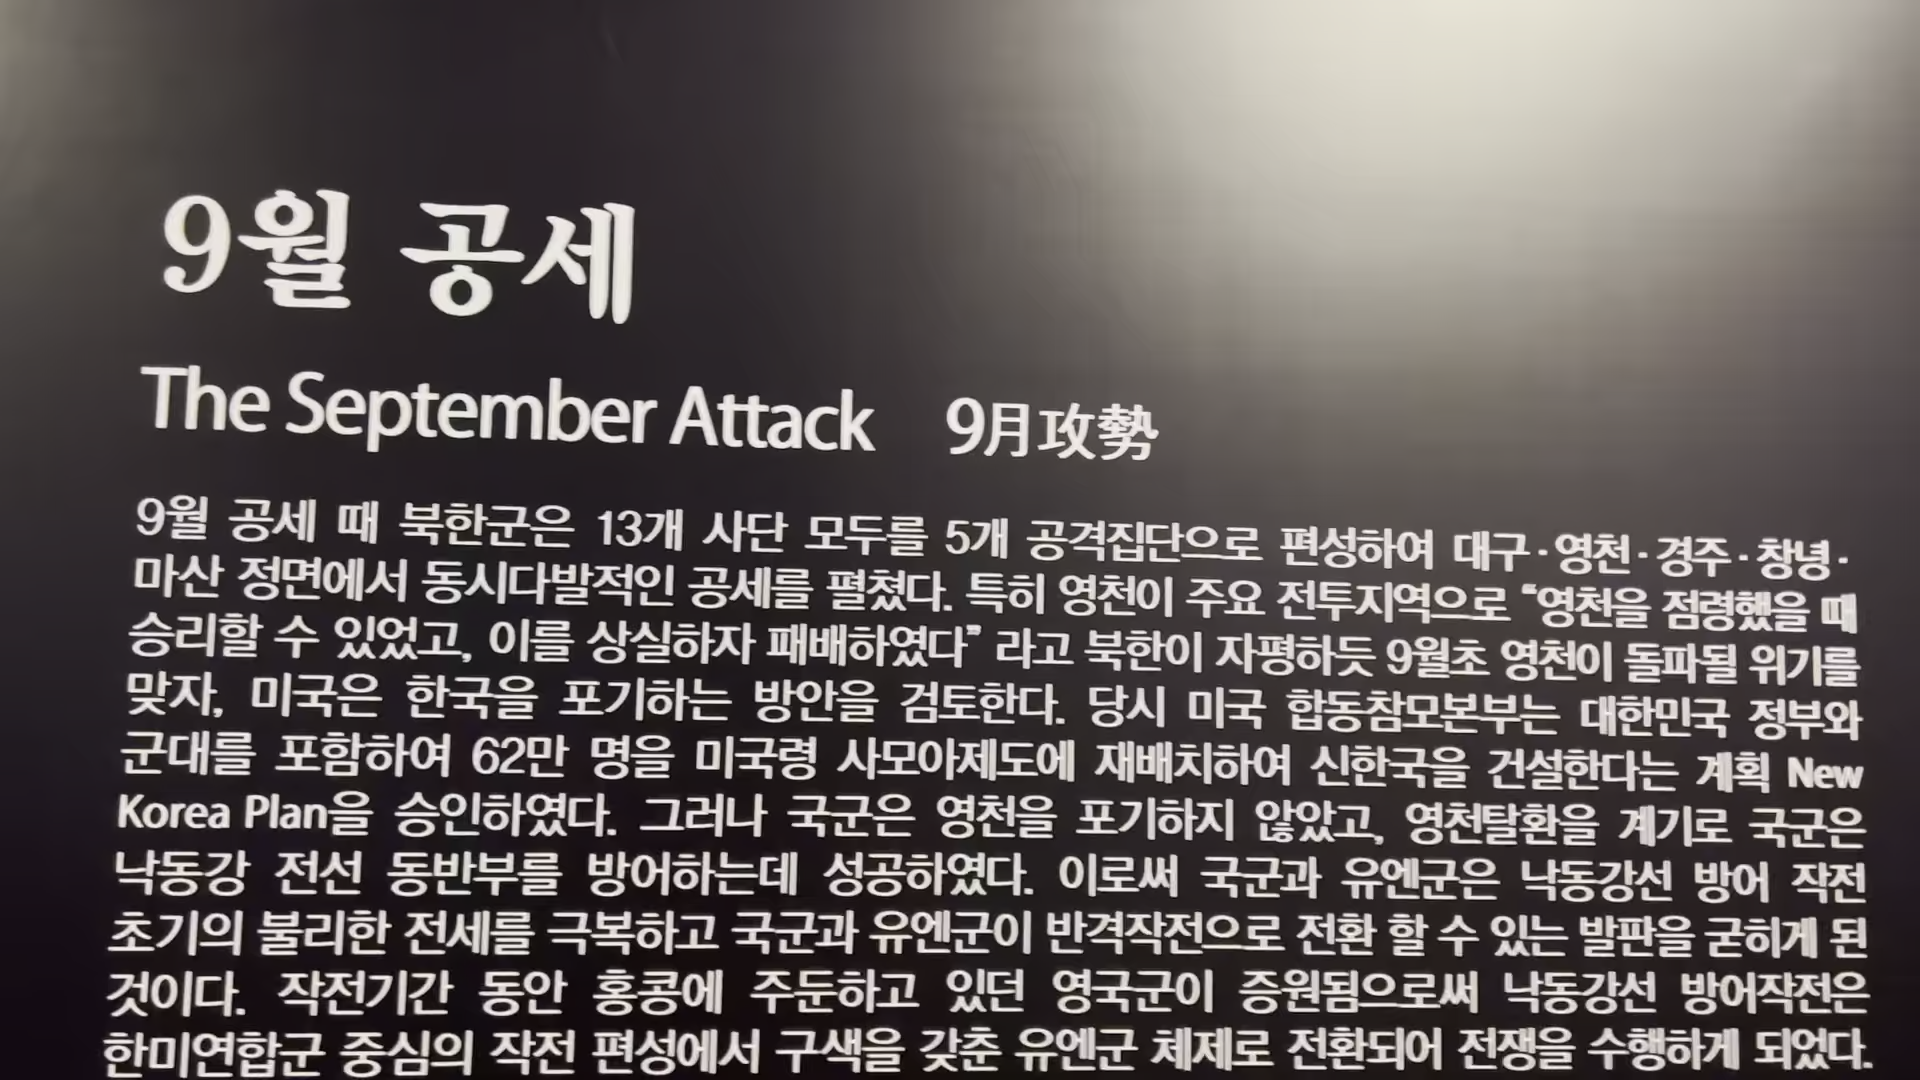 9월 공세
The September Attack 9月攻勢
9월 공세 때 북한군은 13개 사단 모두를 5개 공격집단으로 편성하여 대구·영천·경주·창녕·
마산 정면에서 동시다발적인 공세를 펼쳤다. 특히 영천이 주요 전투지역으로 “영천을 점령했을 때
승리할 수 있었고, 이를 상실하자 패배하였다” 라고 북한이 자평하듯 9월초 영천이 돌파될 위기를
맞자, 미국은 한국을 포기하는 방안을 검토한다. 당시 미국 합동참모본부는 대한민국 정부와
군대를 포함하여 62만 명을 미국령 사모아제도에 재배치하여 신한국을 건설한다는 계획 New
Korea Plan을 승인하였다. 그러나 국군은 영천을 포기하지 않았고, 영천탈환을 계기로 국군은
낙동강 전선 동반부를 방어하는데 성공하였다. 이로써 국군과 유엔군은 낙동강선 방어 작전
초기의 불리한 전세를 극복하고 국군과 유엔군이 반격작전으로 전환 할 수 있는 발판을 굳히게 된
것이다. 작전기간 동안 홍콩에 주둔하고 있던 영국군이 증원됨으로써 낙동강선 방어작전은
한미연합군 중심의 작전 편성에서 구색을 갖춘 유엔군 체제로 전환되어 전쟁을 수행하게 되었다.